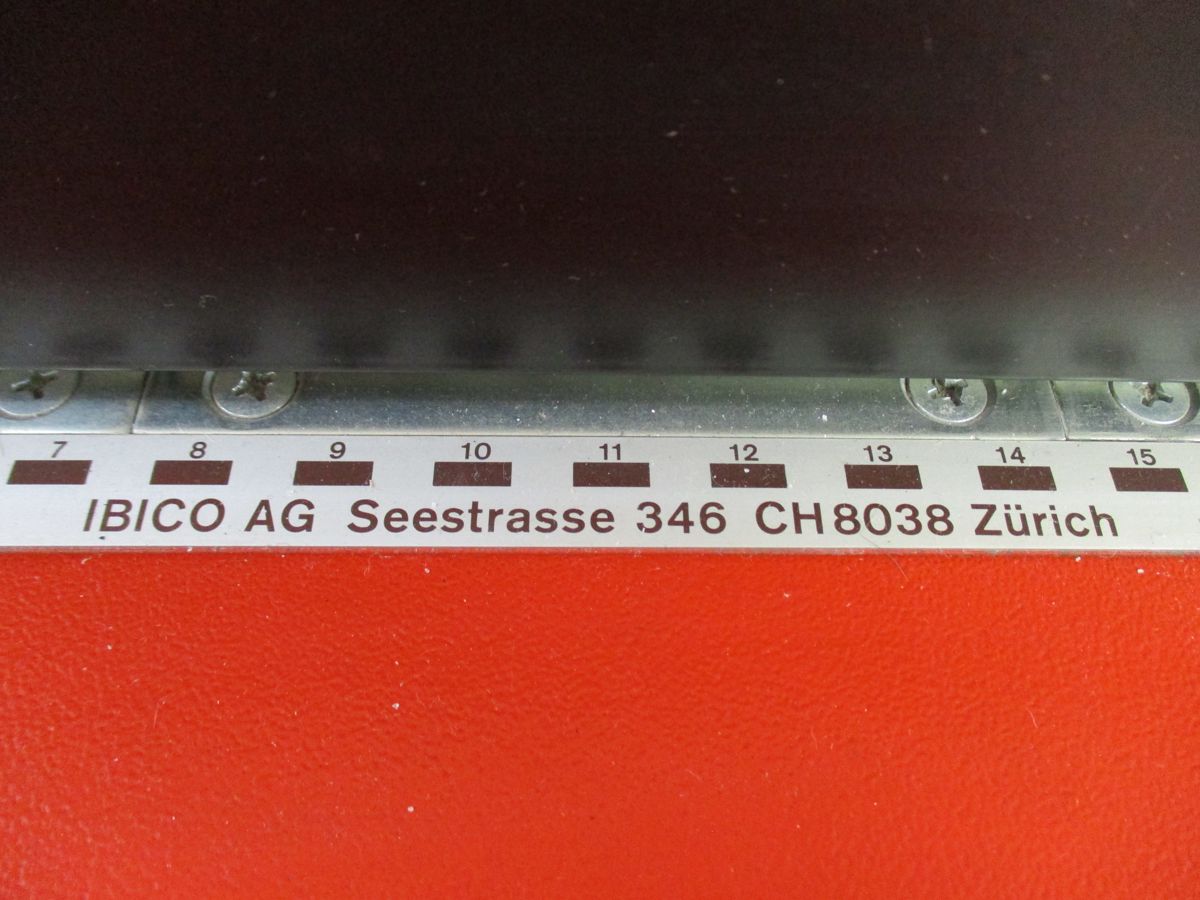 7 8 9 10 11 12 13 14 15
IBICO AG Seestrasse 346 CH8038 Zürich